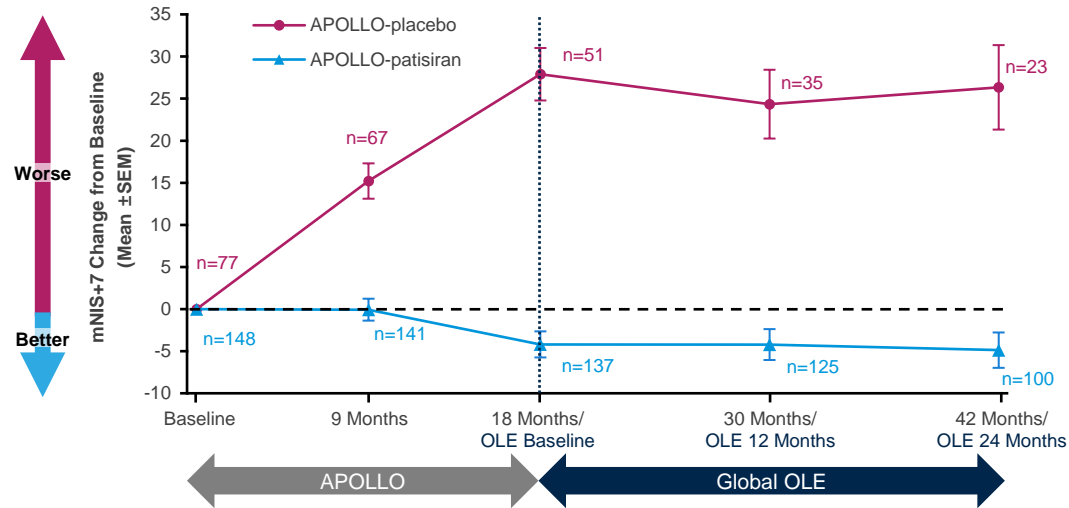 APOLLO-placebo
APOLLO-patisiran
Worse
Better
mNIS+7 Change from Baseline
(Mean ±SEM)
35
30
25
20
15
10
5
0
-5
-10
n=77
n=67
n=51
n=35
n=23
n=148
n=141
n=137
n=125
n=100
Baseline
9 Months
18 Months/
OLE Baseline
30 Months/
OLE 12 Months
42 Months/
OLE 24 Months
APOLLO
Global OLE